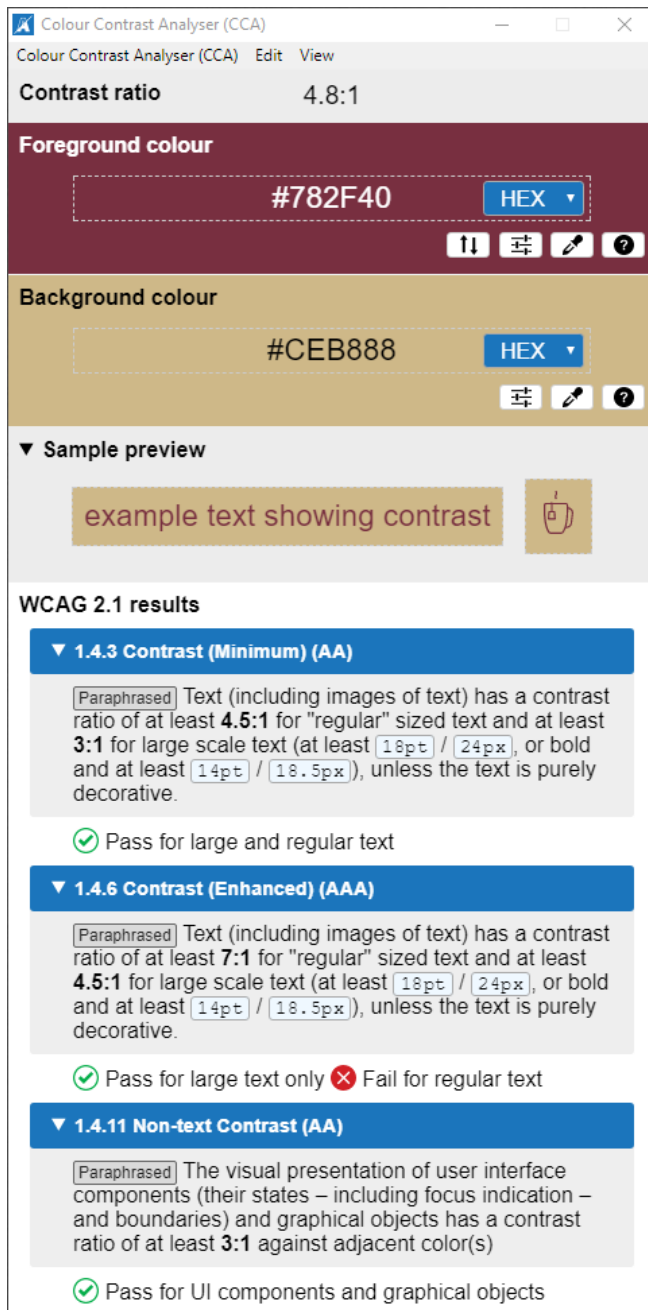 Colour Contrast Analyser (CCA)
Colour Contrast Analyser (CCA) Edit View
Contrast ratio 4.8:1
Foreground colour
#782F40 HEX
Background colour
#CEB888 HEX
Sample preview
example text showing contrast
WCAG 2.1 results
1.4.3 Contrast (Minimum) (AA)
Paraphrased Text (including images of text) has a contrast
ratio of at least 4.5:1 for "regular" sized text and at least
3:1 for large scale text (at least 18pt / 24px, or bold
and at least 14pt / 18.5px), unless the text is purely
decorative.
Pass for large and regular text
1.4.6 Contrast (Enhanced) (AAA)
Paraphrased Text (including images of text) has a contrast
ratio of at least 7:1 for "regular" sized text and at least
4.5:1 for large scale text (at least 18pt / 24px, or bold
and at least 14pt / 18.5px), unless the text is purely
decorative.
Pass for large text only Fail for regular text
1.4.11 Non-text Contrast (AA)
Paraphrased The visual presentation of user interface
components (their states – including focus indication –
and boundaries) and graphical objects has a contrast
ratio of at least 3:1 against adjacent color(s)
Pass for UI components and graphical objects